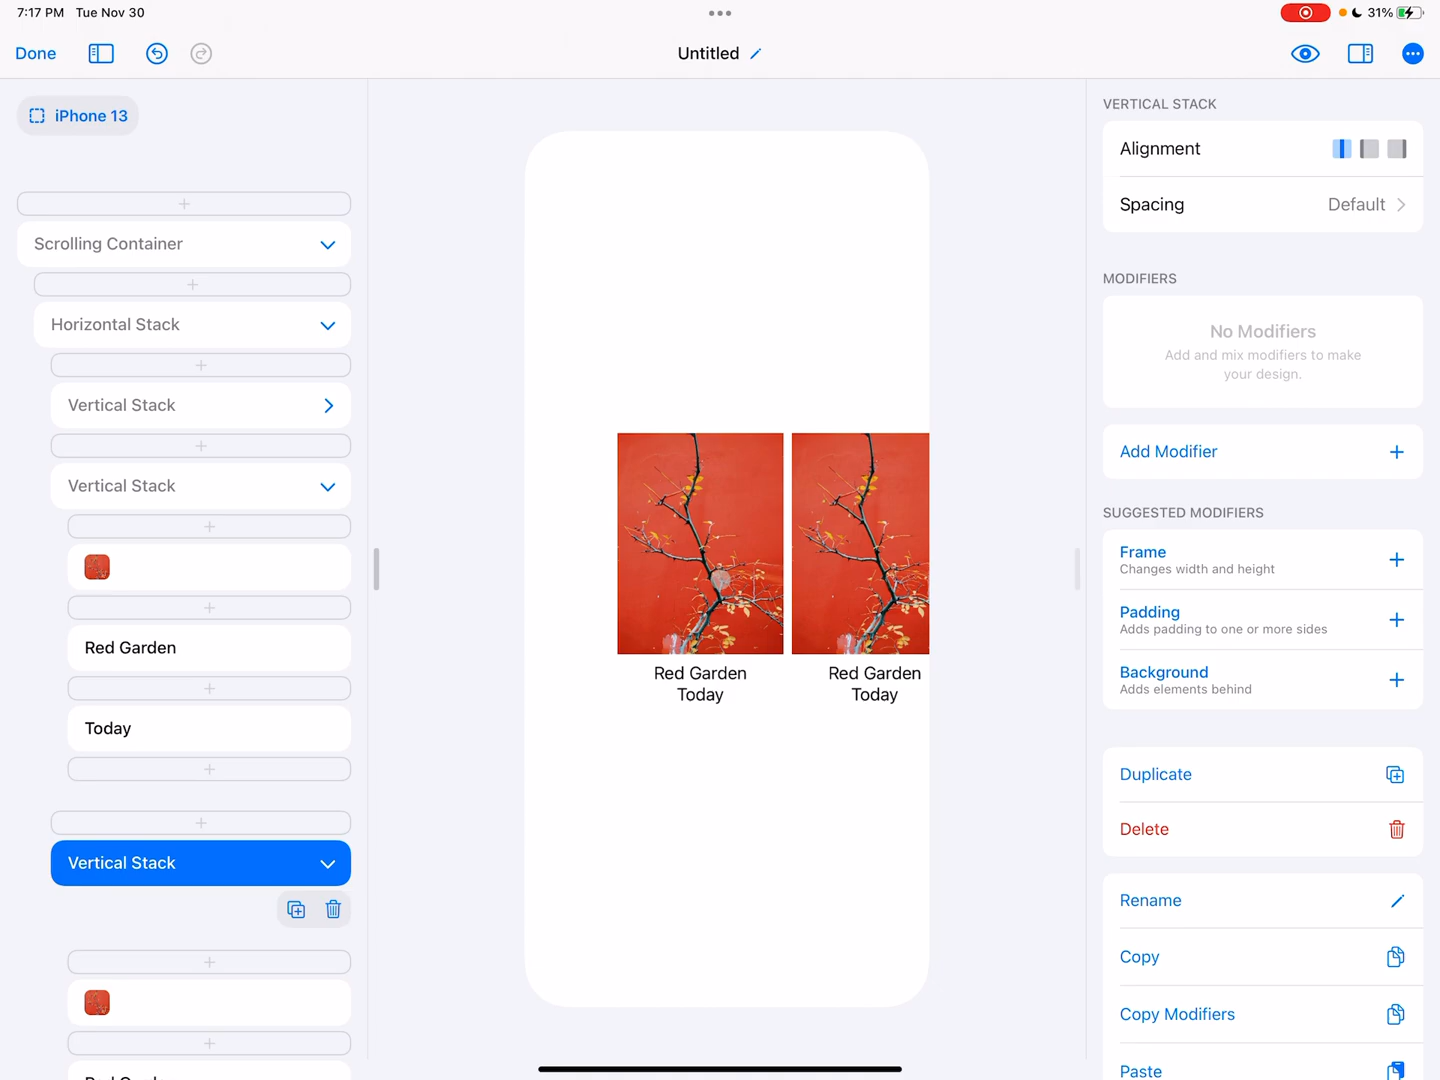 7:17 PM Tue Nov 30
31%
Done
Untitled
iPhone 13
Scrolling Container
Horizontal Stack
Vertical Stack
Vertical Stack
Red Garden
Today
Vertical Stack
Red Garden
Today
Red Garden
Today
VERTICAL STACK
Alignment
Spacing
Default
MODIFIERS
No Modifiers
Add and mix modifiers to make
your design.
Add Modifier
SUGGESTED MODIFIERS
Frame
Changes width and height
Padding
Adds padding to one or more sides
Background
Adds elements behind
Duplicate
Delete
Rename
Copy
Copy Modifiers
Paste